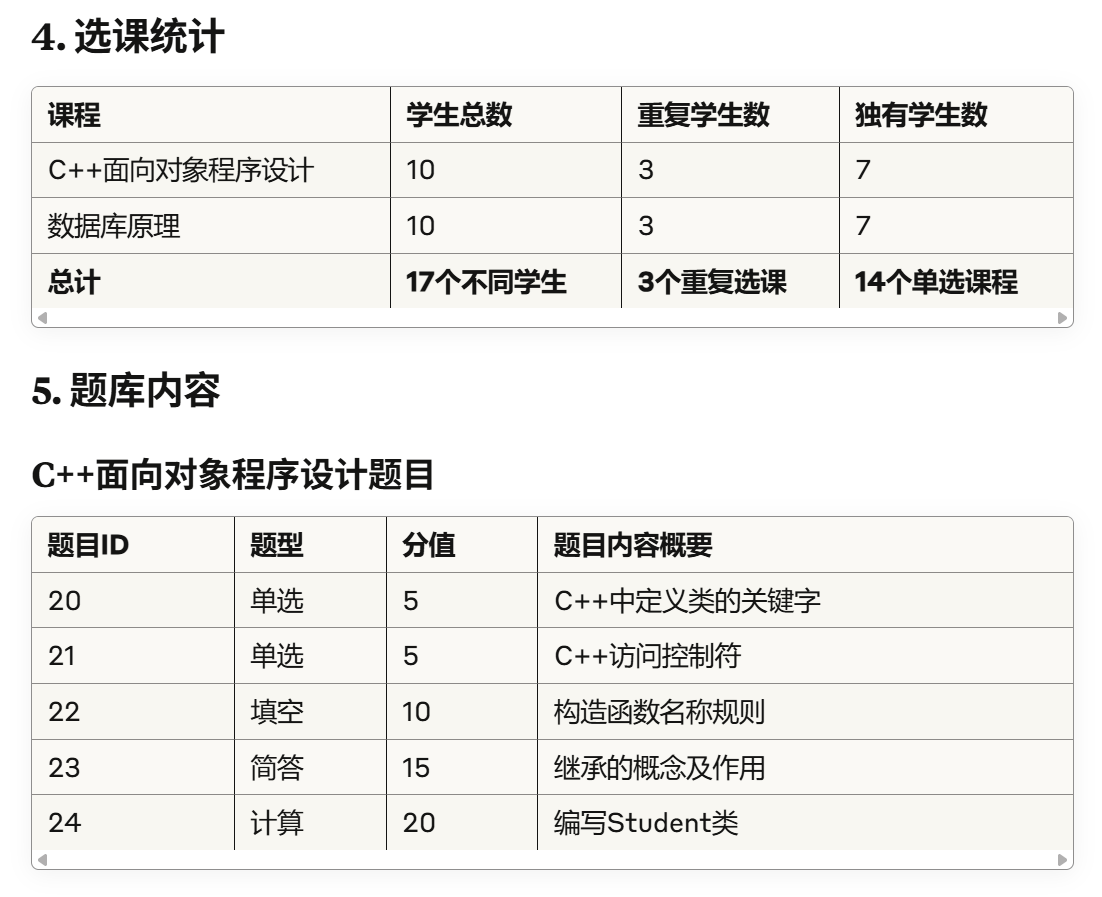 4. 选课统计
课程 学生总数 重复学生数 独有学生数
C++面向对象程序设计 10 3 7
数据库原理 10 3 7
总计 17个不同学生 3个重复选课 14个单选课程
5. 题库内容
C++面向对象程序设计题目
题目ID 题型 分值 题目内容概要
20 单选 5 C++中定义类的关键字
21 单选 5 C++访问控制符
22 填空 10 构造函数名称规则
23 简答 15 继承的概念及作用
24 计算 20 编写Student类